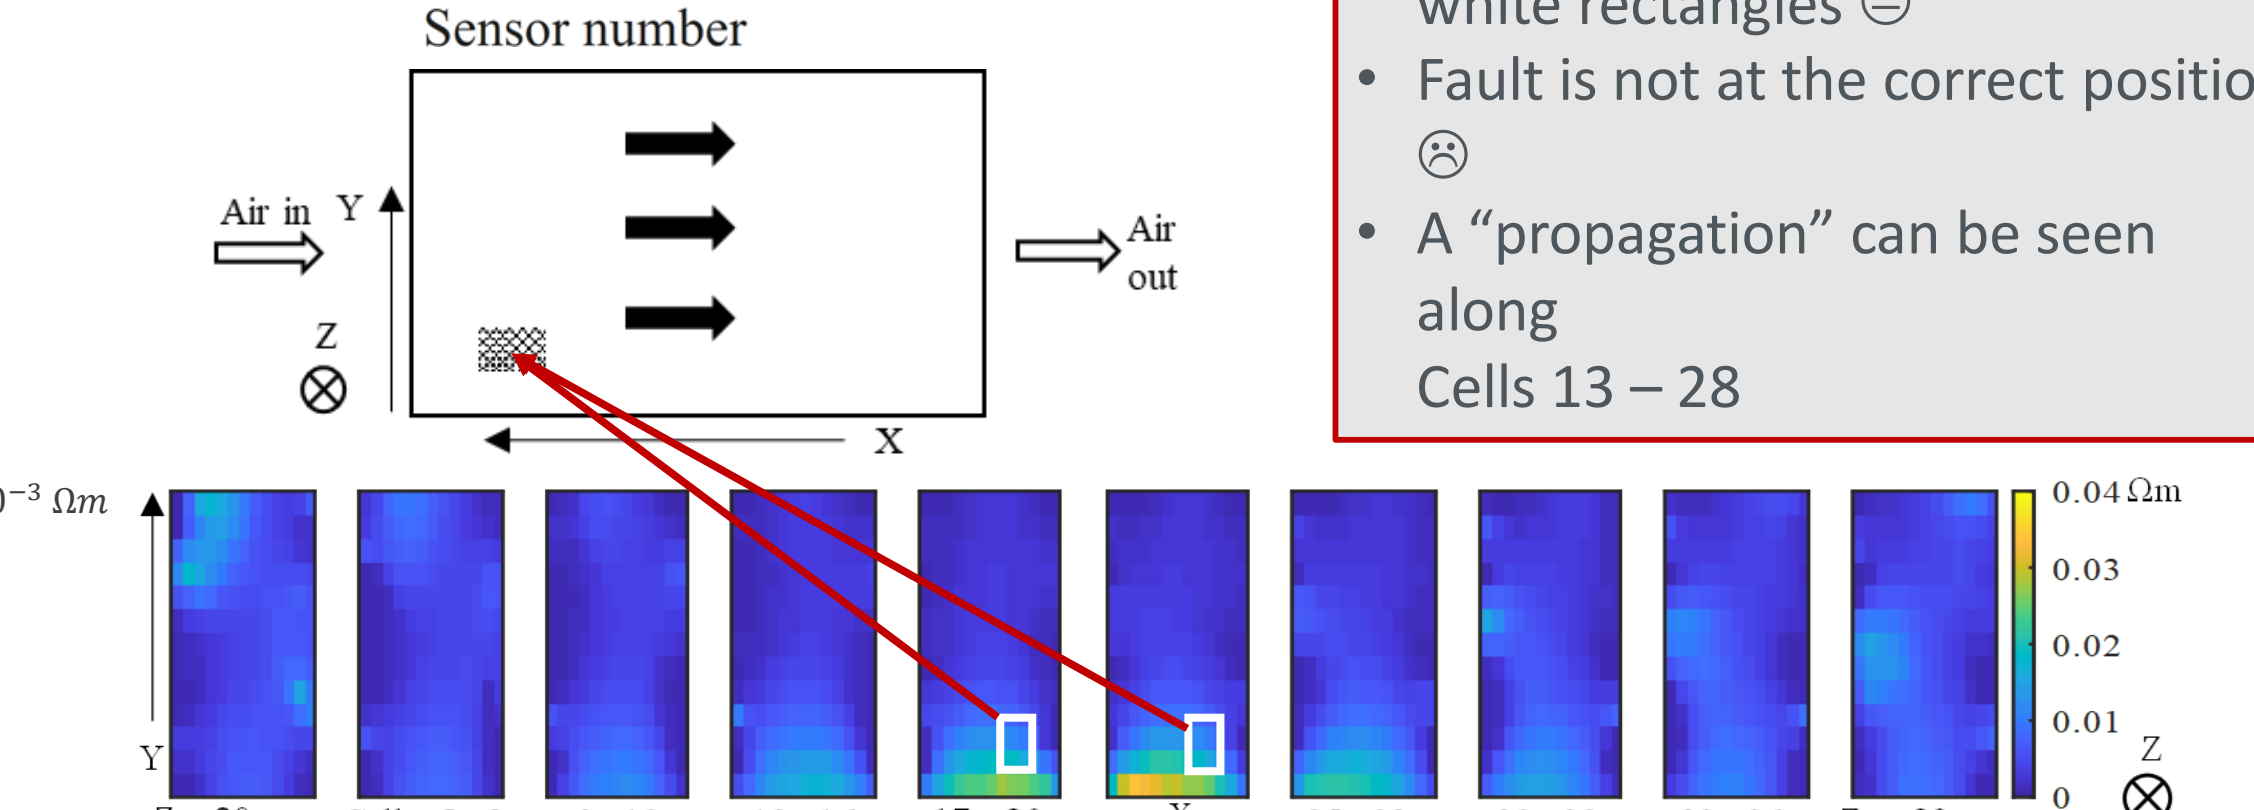 Sensor number
Air in
Y
Z
X
Air
out
white rectangles
• Fault is not at the correct positio
☹
• A “propagation” can be seen
along
Cells 13 – 28
⁻³ Ωm
Y
X
0.04 Ωm
0.03
0.02
0.01
0
Z